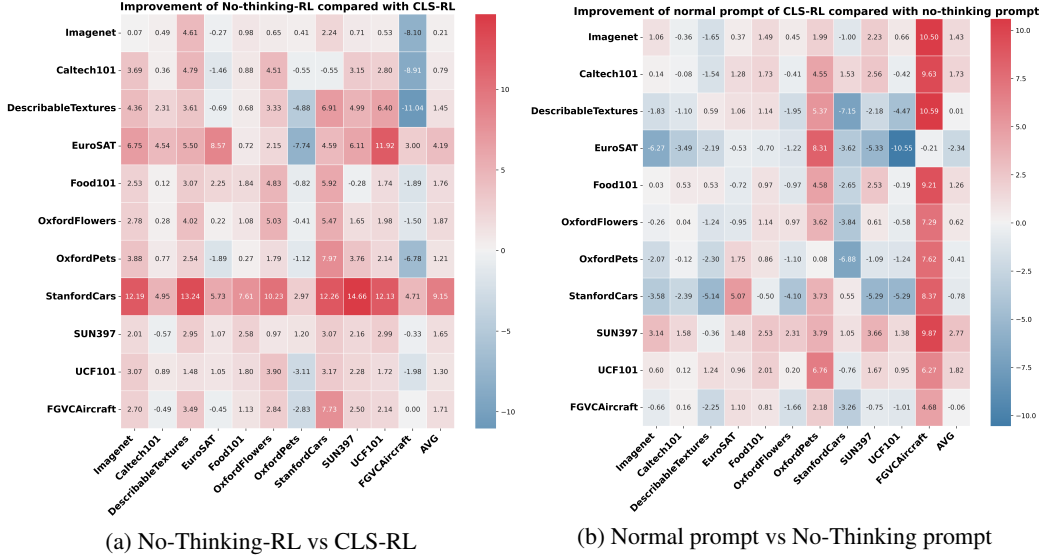 Improvement of No-thinking-RL compared with CLS-RL
Imagenet 0.07 0.49 4.61 -0.27 0.98 0.65 0.41 2.24 0.71 0.53 -8.10 0.21
Caltech101 3.69 0.36 4.79 -1.46 0.88 4.51 -0.55 -0.55 3.15 2.80 -8.91 0.79
DescribableTextures 4.36 2.31 3.61 -0.69 0.68 3.33 -4.88 6.91 4.99 6.40 -11.04 1.45
EuroSAT 6.75 4.54 5.50 8.57 0.72 2.15 -7.74 4.59 6.11 11.92 3.00 4.19
Food101 2.53 0.12 3.07 2.25 1.84 4.83 -0.82 5.92 -0.28 1.74 -1.89 1.76
OxfordFlowers 2.78 0.28 4.02 0.22 1.08 5.03 -0.41 5.47 1.65 1.98 -1.50 1.87
OxfordPets 3.88 0.77 2.54 -1.89 0.27 1.79 -1.12 7.97 3.76 2.14 -6.78 1.21
StanfordCars 12.19 4.95 13.24 5.73 7.61 10.23 2.97 12.26 14.66 12.13 4.71 9.15
SUN397 2.01 -0.57 2.95 1.07 2.58 0.97 1.20 3.07 2.16 2.99 -0.33 1.65
UCF101 3.07 0.89 1.48 1.05 1.80 3.90 -3.11 3.17 2.28 1.72 -1.98 1.30
FGVCAircraft 2.70 -0.49 3.49 -0.45 1.13 2.84 -2.83 7.73 2.50 2.14 0.00 1.71
Imagenet Caltech101 DescribableTextures EuroSAT Food101 OxfordFlowers OxfordPets StanfordCars SUN397 UCF101 FGVCAircraft AVG
10
5
0
-5
-10
(a) No-Thinking-RL vs CLS-RL
Improvement of normal prompt of CLS-RL compared with no-thinking prompt
Imagenet 1.06 -0.36 -1.65 0.37 1.49 0.45 1.99 -1.00 2.23 0.66 10.50 1.43
Caltech101 0.14 -0.08 -1.54 1.28 1.73 -0.41 4.55 1.53 2.56 -0.42 9.63 1.73
DescribableTextures -1.83 -1.10 0.59 1.06 1.14 -1.95 5.37 -7.15 -2.18 -4.47 10.59 0.01
EuroSAT -6.27 -3.49 -2.19 -0.53 -0.70 -1.22 8.31 -3.62 -5.33 -10.55 -0.21 -2.34
Food101 0.03 0.53 0.53 -0.72 0.97 -0.97 4.58 -2.65 2.53 -0.19 9.21 1.26
OxfordFlowers -0.26 0.04 -1.24 -0.95 1.14 0.97 3.62 -3.84 0.61 -0.58 7.29 0.62
OxfordPets -2.07 -0.12 -2.30 1.75 0.86 -1.10 0.08 -6.88 -1.09 -1.24 7.62 -0.41
StanfordCars -3.58 -2.39 -5.14 5.07 -0.50 -4.10 3.73 0.55 -5.29 -5.29 8.37 -0.78
SUN397 3.14 1.58 -0.36 1.48 2.53 2.31 3.79 1.05 3.66 1.38 9.87 2.77
UCF101 0.60 0.12 1.24 0.96 2.01 0.20 6.76 -0.76 1.67 0.95 6.27 1.82
FGVCAircraft -0.66 0.16 -2.25 1.10 0.81 -1.66 2.18 -3.26 -0.75 -1.01 4.68 -0.06
Imagenet Caltech101 DescribableTextures EuroSAT Food101 OxfordFlowers OxfordPets StanfordCars SUN397 UCF101 FGVCAircraft AVG
10.0
7.5
5.0
2.5
0.0
-2.5
-5.0
-7.5
-10.0
(b) Normal prompt vs No-Thinking prompt